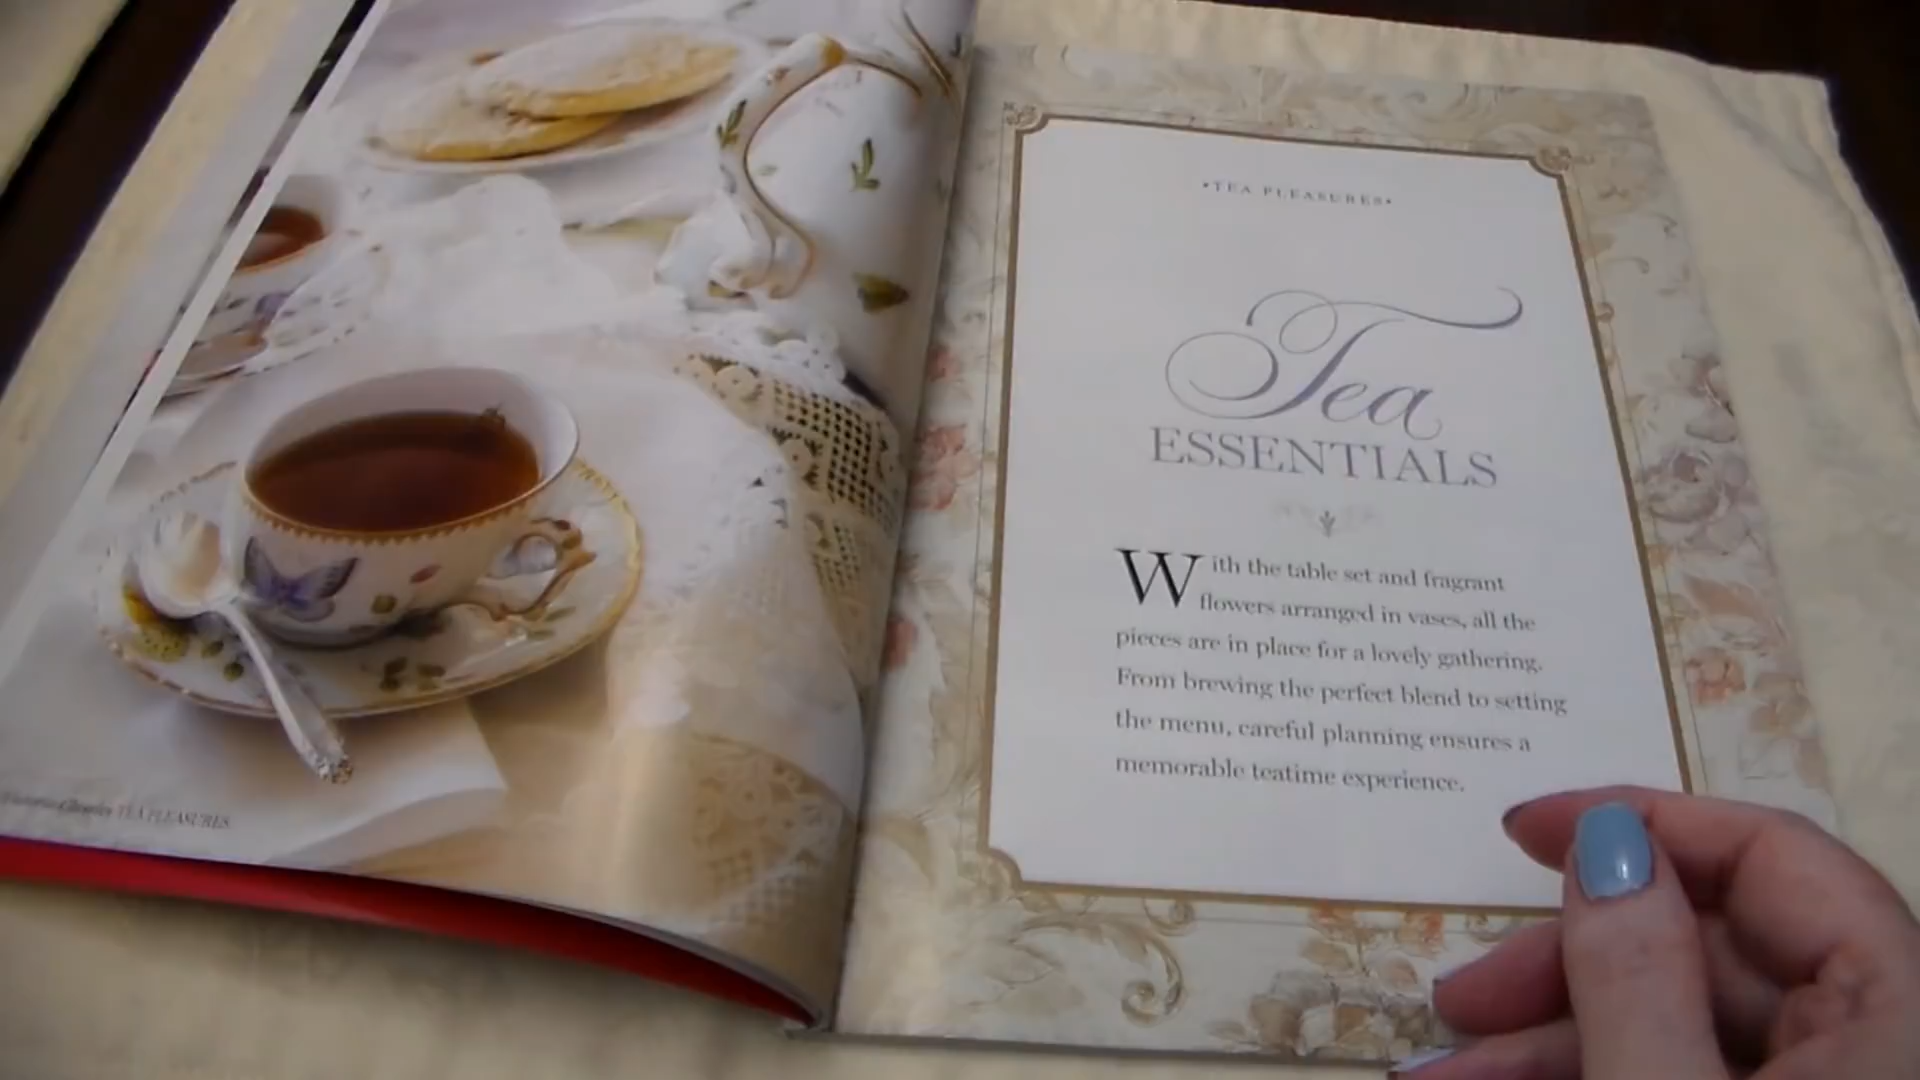 TEA PLEASURES
•TEA PLEASURES•
Tea
ESSENTIALS
With the table set and fragrant
flowers arranged in vases, all the
pieces are in place for a lovely gathering.
From brewing the perfect blend to setting
the menu, careful planning ensures a
memorable teatime experience.